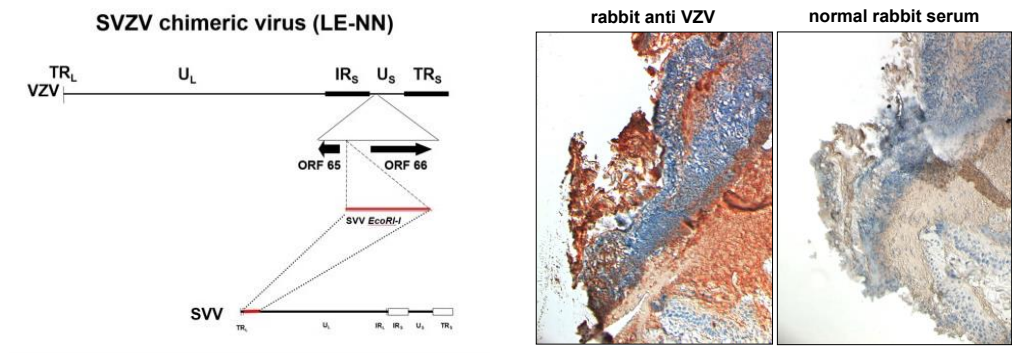 SVZV chimeric virus (LE-NN)
TRL UL IRS US TRS
VZV
ORF 65 ORF 66
SVV EcoRI-I
SVV
TRL UL IRL IRS US TRS
rabbit anti VZV
normal rabbit serum